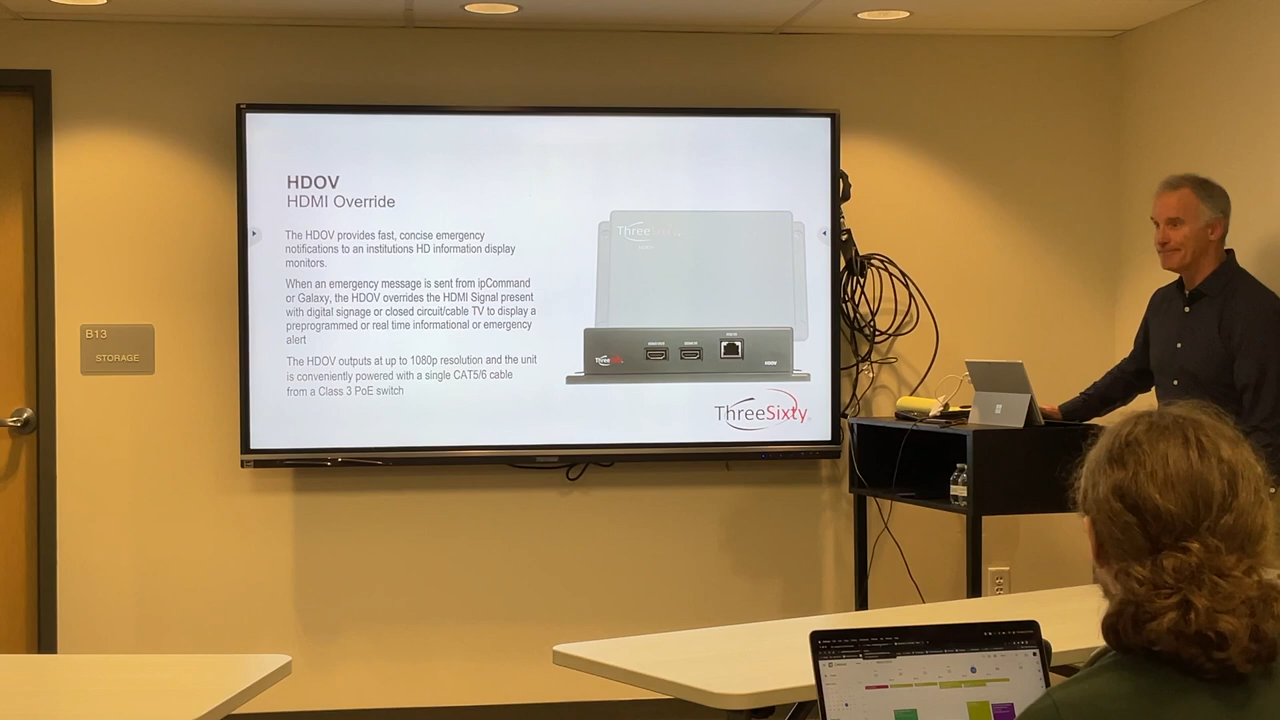 HDOV
HDMI Override
The HDOV provides fast, concise emergency
notifications to an institutions HD information display
monitors.
When an emergency message is sent from ipCommand
or Galaxy, the HDOV overrides the HDMI Signal present
with digital signage or closed circuit/cable TV to display a
preprogrammed or real time informational or emergency
alert
The HDOV outputs at up to 1080p resolution and the unit
is conveniently powered with a single CAT5/6 cable
from a Class 3 PoE switch
ThreeSixty
HDOV
ThreeSixty
B13
STORAGE